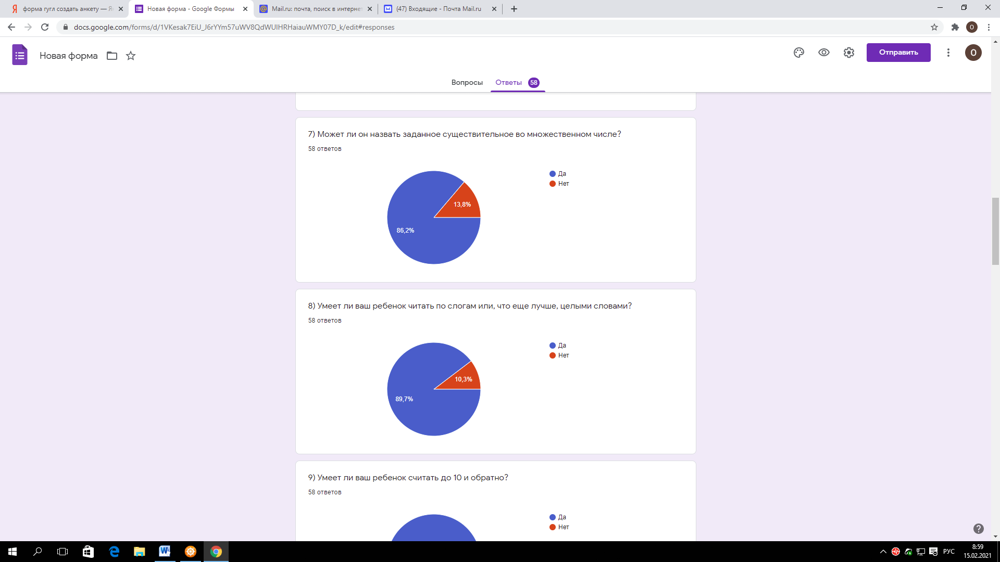 форма гугл создать анкету — Ян
Новая форма - Google Формы
Mail.ru: почта, поиск в интернет
(47) Входящие - Почта Mail.ru
docs.google.com/forms/d/1VKesak7EiU_J6rYYm57uWV8QdWUIHRHaiauWMY07D_k/edit#responses
Новая форма
Отправить
Вопросы
Ответы 58
7) Может ли он назвать заданное существительное во множественном числе?
58 ответов
Да
Нет
13,8%
86,2%
8) Умеет ли ваш ребенок читать по слогам или, что еще лучше, целыми словами?
58 ответов
Да
Нет
10,3%
89,7%
9) Умеет ли ваш ребенок считать до 10 и обратно?
58 ответов
Да
Нет
РУС
8:59
15.02.2021